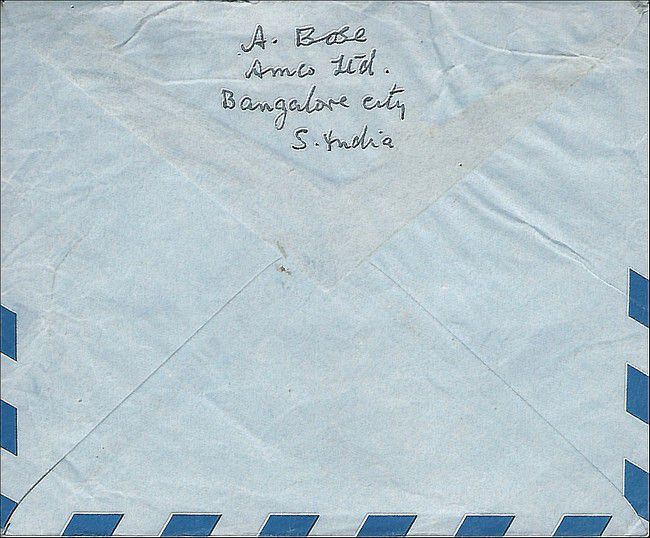 A. Bose
Amco Ltd.
Bangalore city
S. India